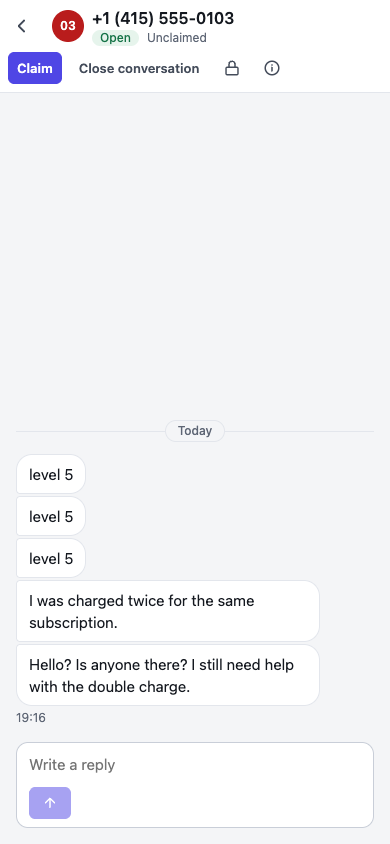 03
+1 (415) 555-0103
Open Unclaimed
Claim Close conversation
Today
level 5
level 5
level 5
I was charged twice for the same
subscription.
Hello? Is anyone there? I still need help
with the double charge.
19:16
Write a reply